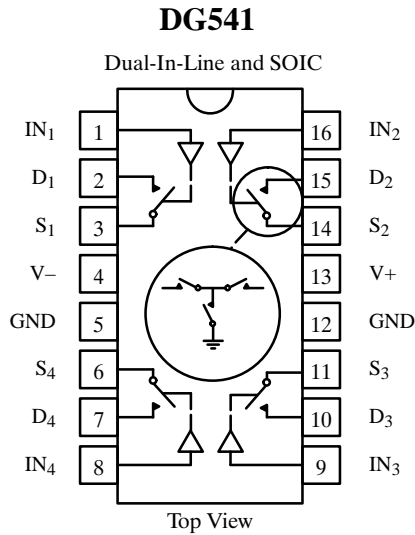 DG541
Dual-In-Line and SOIC
IN1 1 16 IN2
D1 2 15 D2
S1 3 14 S2
V– 4 13 V+
GND 5 12 GND
S4 6 11 S3
D4 7 10 D3
IN4 8 9 IN3
Top View